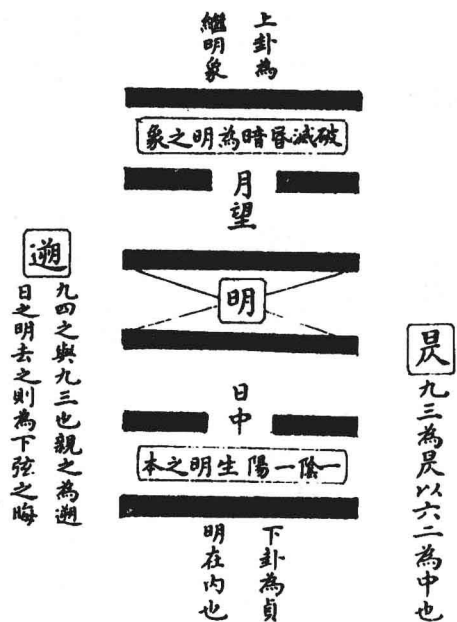 上卦為
繼明象
破滅昏暗為明之象
月望
明
日中
一陰一陽生明之本
下卦為貞
明在内也
昃
九三為昃以六二為中也
遡
九四之與九三也親之為遡
日之明去之則為下弦之晦